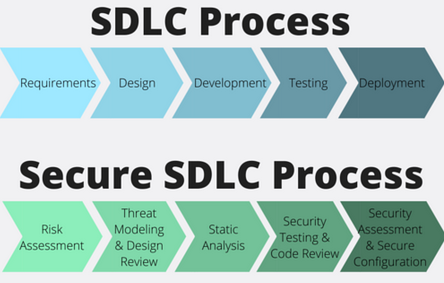 SDLC Process
Requirements
Design
Development
Testing
Deployment
Secure SDLC Process
Risk
Assessment
Threat
Modeling
& Design
Review
Static
Analysis
Security
Testing &
Code Review
Security
Assessment
& Secure
Configuration